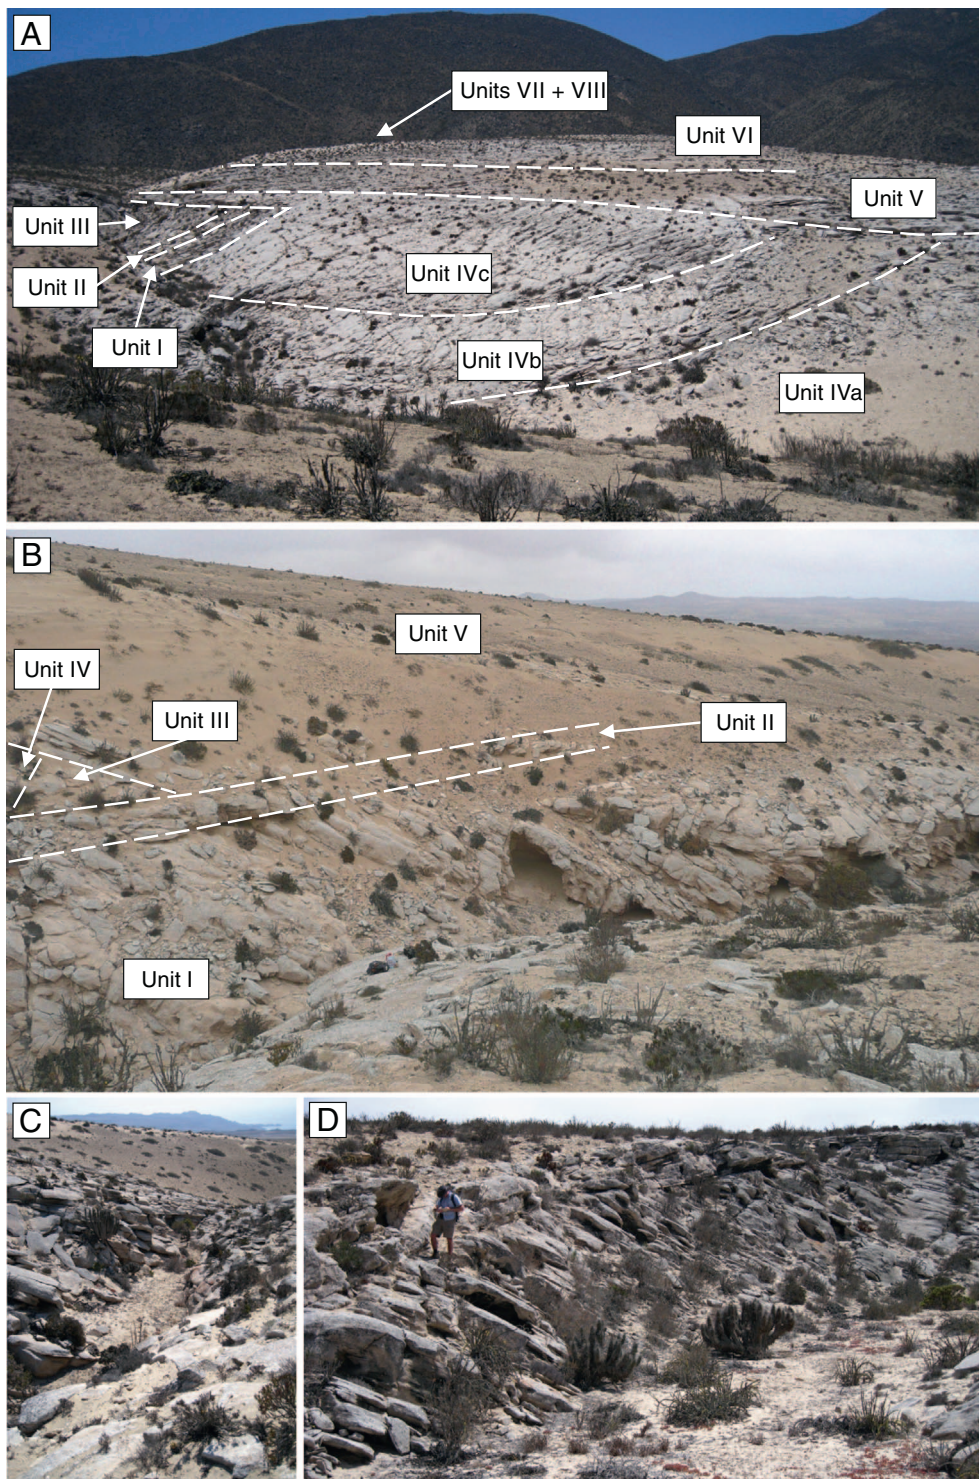 A
Units VII + VIII
Unit VI
Unit V
Unit III
Unit II
Unit I
Unit IVc
Unit IVb
Unit IVa
B
Unit V
Unit IV
Unit III
Unit II
Unit I
C
D